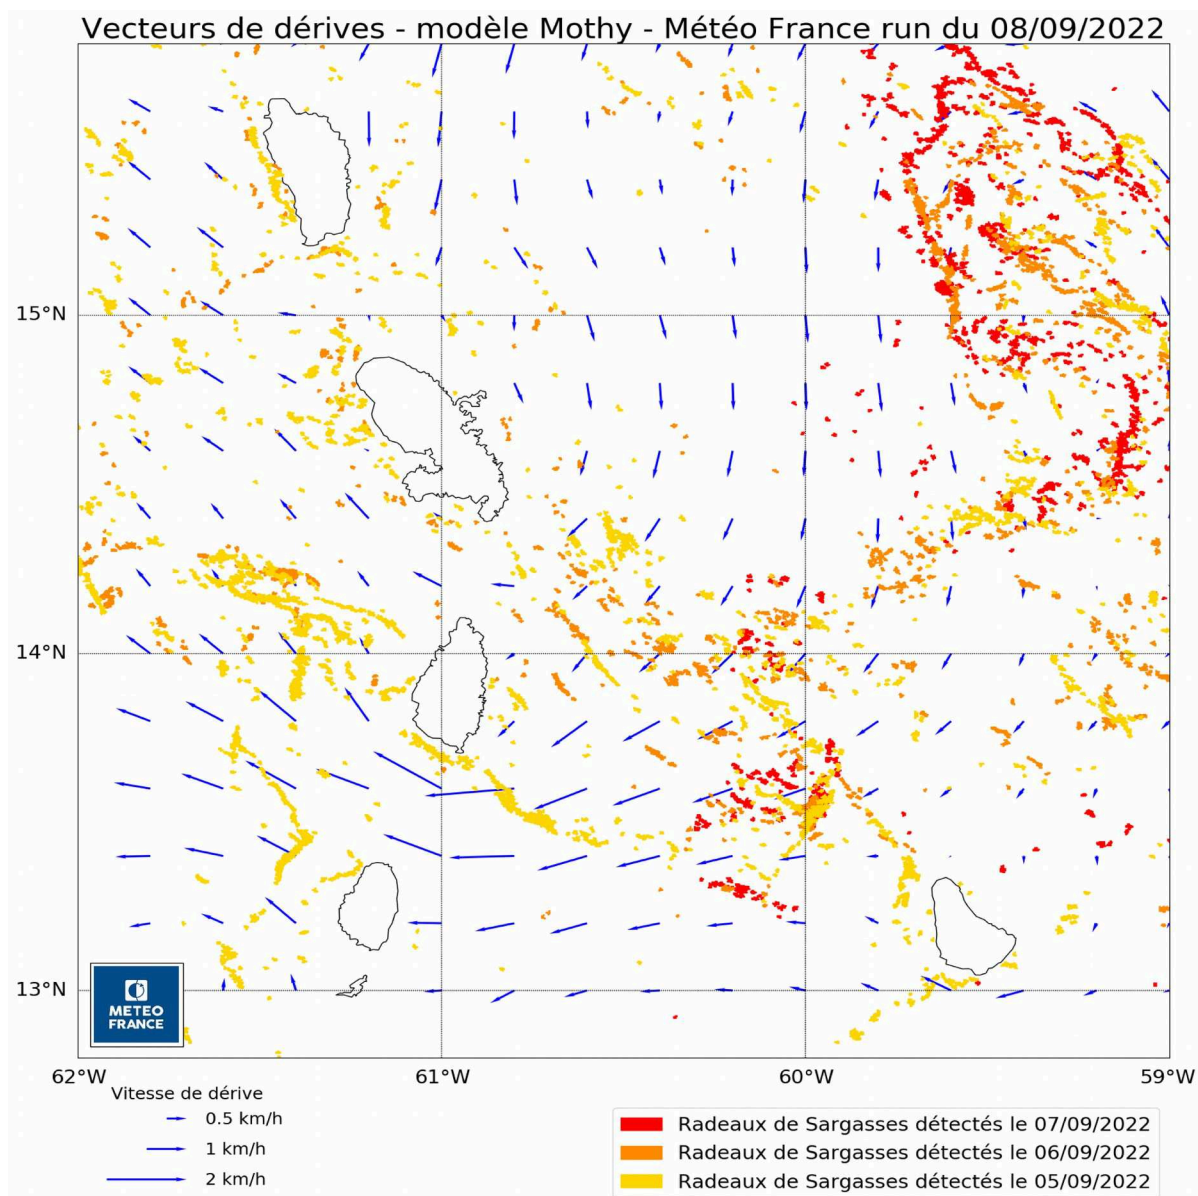 Vecteurs de dérives - modèle Mothy - Météo France run du 08/09/2022
15°N
14°N
13°N
METEO
FRANCE
62°W
61°W
60°W
59°W
Vitesse de dérive
0.5 km/h
1 km/h
2 km/h
Radeaux de Sargasses détectés le 07/09/2022
Radeaux de Sargasses détectés le 06/09/2022
Radeaux de Sargasses détectés le 05/09/2022